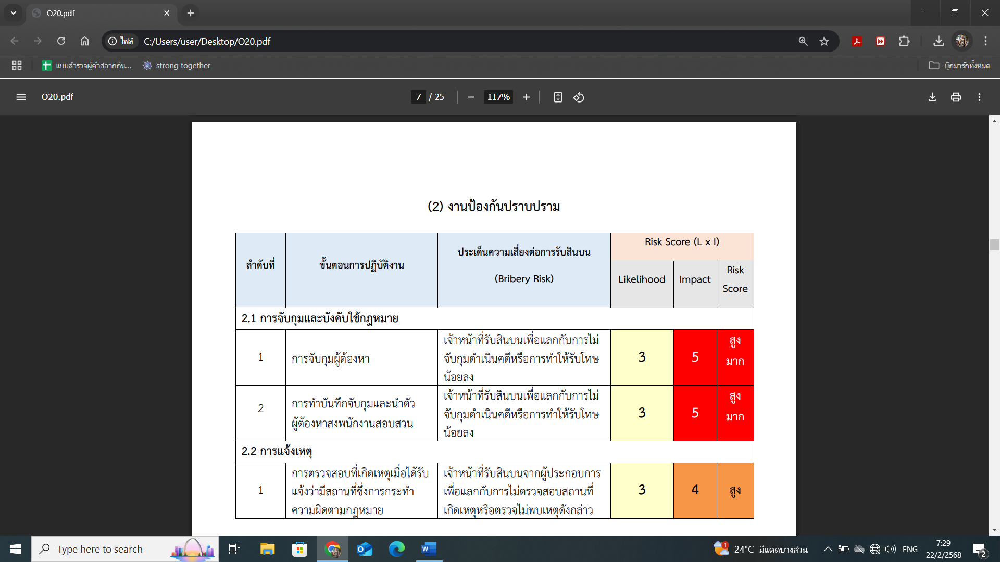 O20.pdf
ไฟล์
C:/Users/user/Desktop/O20.pdf
แบบสำรวจผู้ค้าสลากกิน...
strong together
บุ๊กมาร์กทั้งหมด
O20.pdf
7 / 25
117%
(2) งานป้องกันปราบปราม
ลำดับที่
ขั้นตอนการปฏิบัติงาน
ประเด็นความเสี่ยงต่อการรับสินบน
(Bribery Risk)
Risk Score (L x I)
Likelihood
Impact
Risk
Score
2.1 การจับกุมและบังคับใช้กฎหมาย
1
การจับกุมผู้ต้องหา
เจ้าหน้าที่รับสินบนเพื่อแลกกับการไม่
จับกุมดำเนินคดีหรือการทำให้รับโทษ
น้อยลง
3
5
สูง
มาก
2
การทำบันทึกจับกุมและนำตัว
ผู้ต้องหาสงพนักงานสอบสวน
เจ้าหน้าที่รับสินบนเพื่อแลกกับการไม่
จับกุมดำเนินคดีหรือการทำให้รับโทษ
น้อยลง
3
5
สูง
มาก
2.2 การแจ้งเหตุ
1
การตรวจสอบที่เกิดเหตุเมื่อได้รับ
แจ้งว่ามีสถานที่ซึ่งการกระทำ
ความผิดตามกฏหมาย
เจ้าหน้าที่รับสินบนจากผู้ประกอบการ
เพื่อแลกกับการไม่ตรวจสอบสถานที่
เกิดเหตุหรือตรวจไม่พบเหตุดังกล่าว
3
4
สูง
Type here to search
1
24°C มีแดดบางส่วน
ENG
7:29
22/2/2568
2